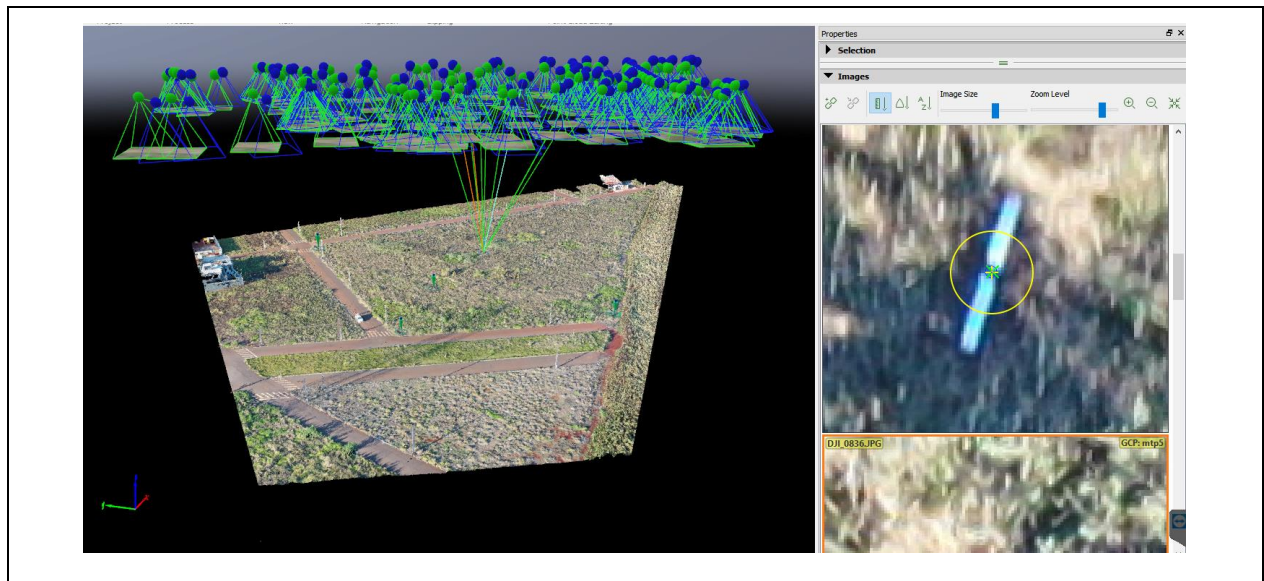 Properties
Selection
Images
Image Size
Zoom Level
A
Z
DJI_0836.JPG
GCP: mtp5